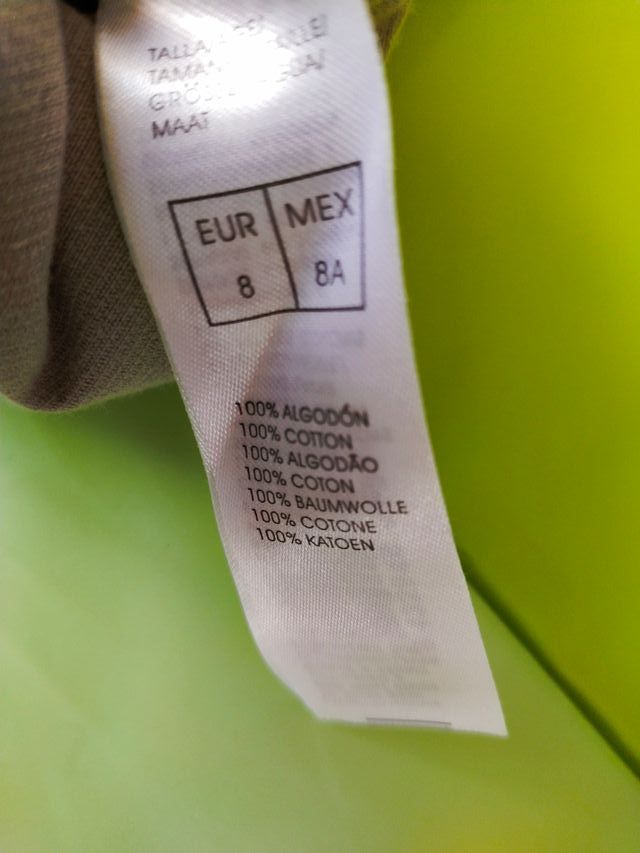 MAAT
EUR MEX
8 8A
100% ALGODÓN
100% COTTON
100% ALGODÃO
100% COTON
100% BAUMWOLLE
100% COTONE
100% KATOEN